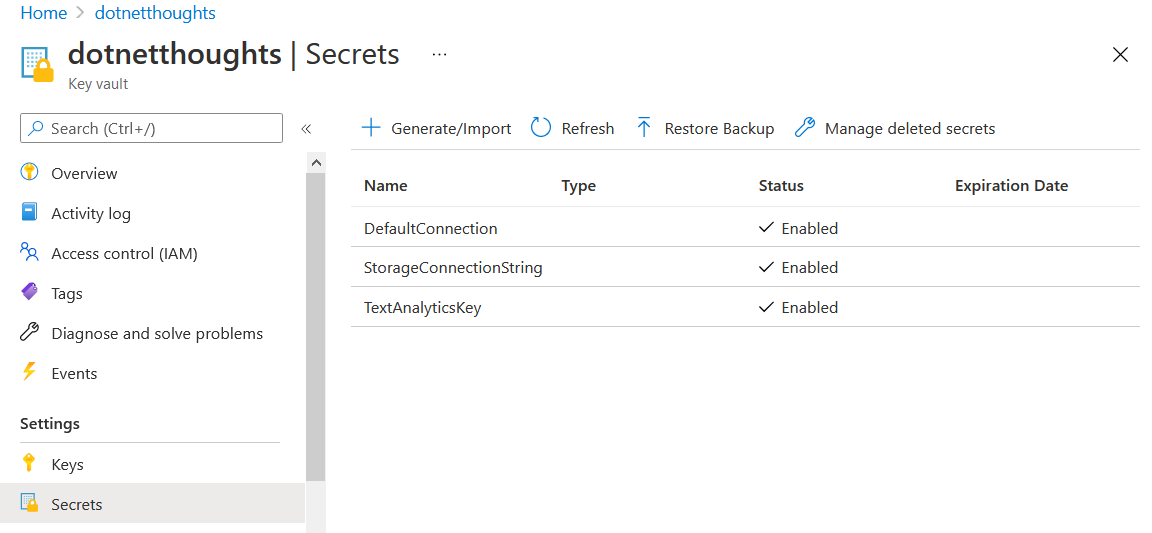 Home > dotnetthoughts
dotnetthoughts | Secrets ...
Key vault
Search (Ctrl+/) «
Overview
Activity log
Access control (IAM)
Tags
Diagnose and solve problems
Events
Settings
Keys
Secrets
Generate/Import Refresh Restore Backup Manage deleted secrets
Name Type Status Expiration Date
DefaultConnection Enabled
StorageConnectionString Enabled
TextAnalyticsKey Enabled